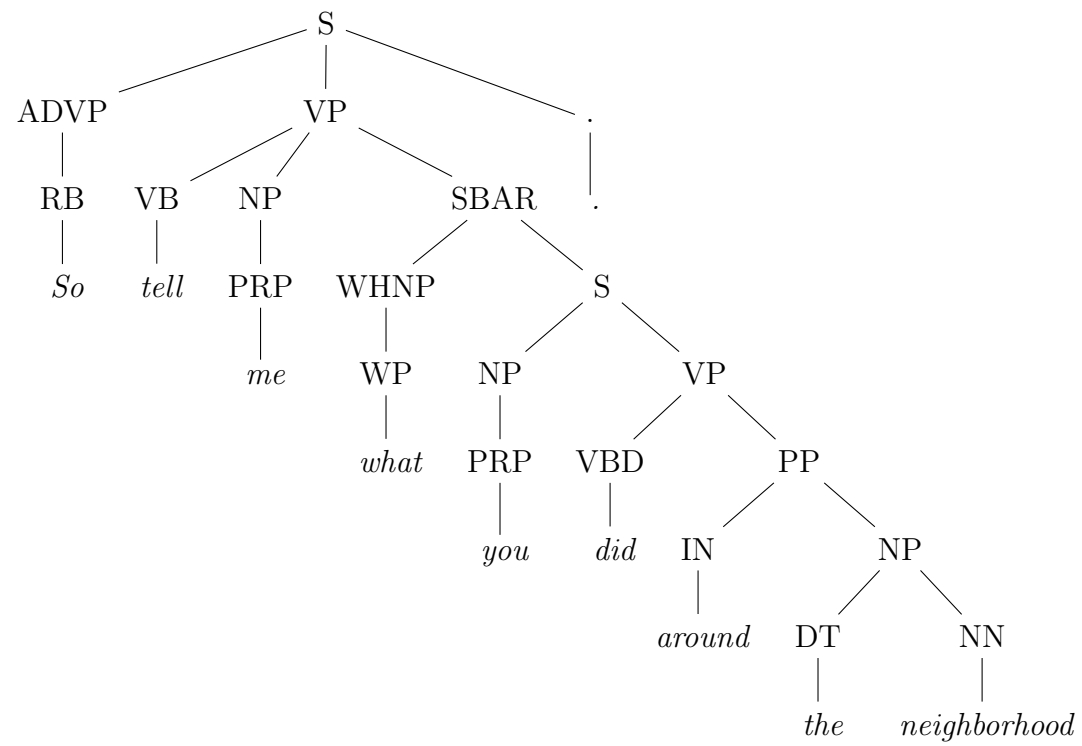 S
ADVP VP .
RB VB NP SBAR .
So tell PRP WHNP S
me WP NP VP
what PRP VBD PP
you did IN NP
around DT NN
the neighborhood